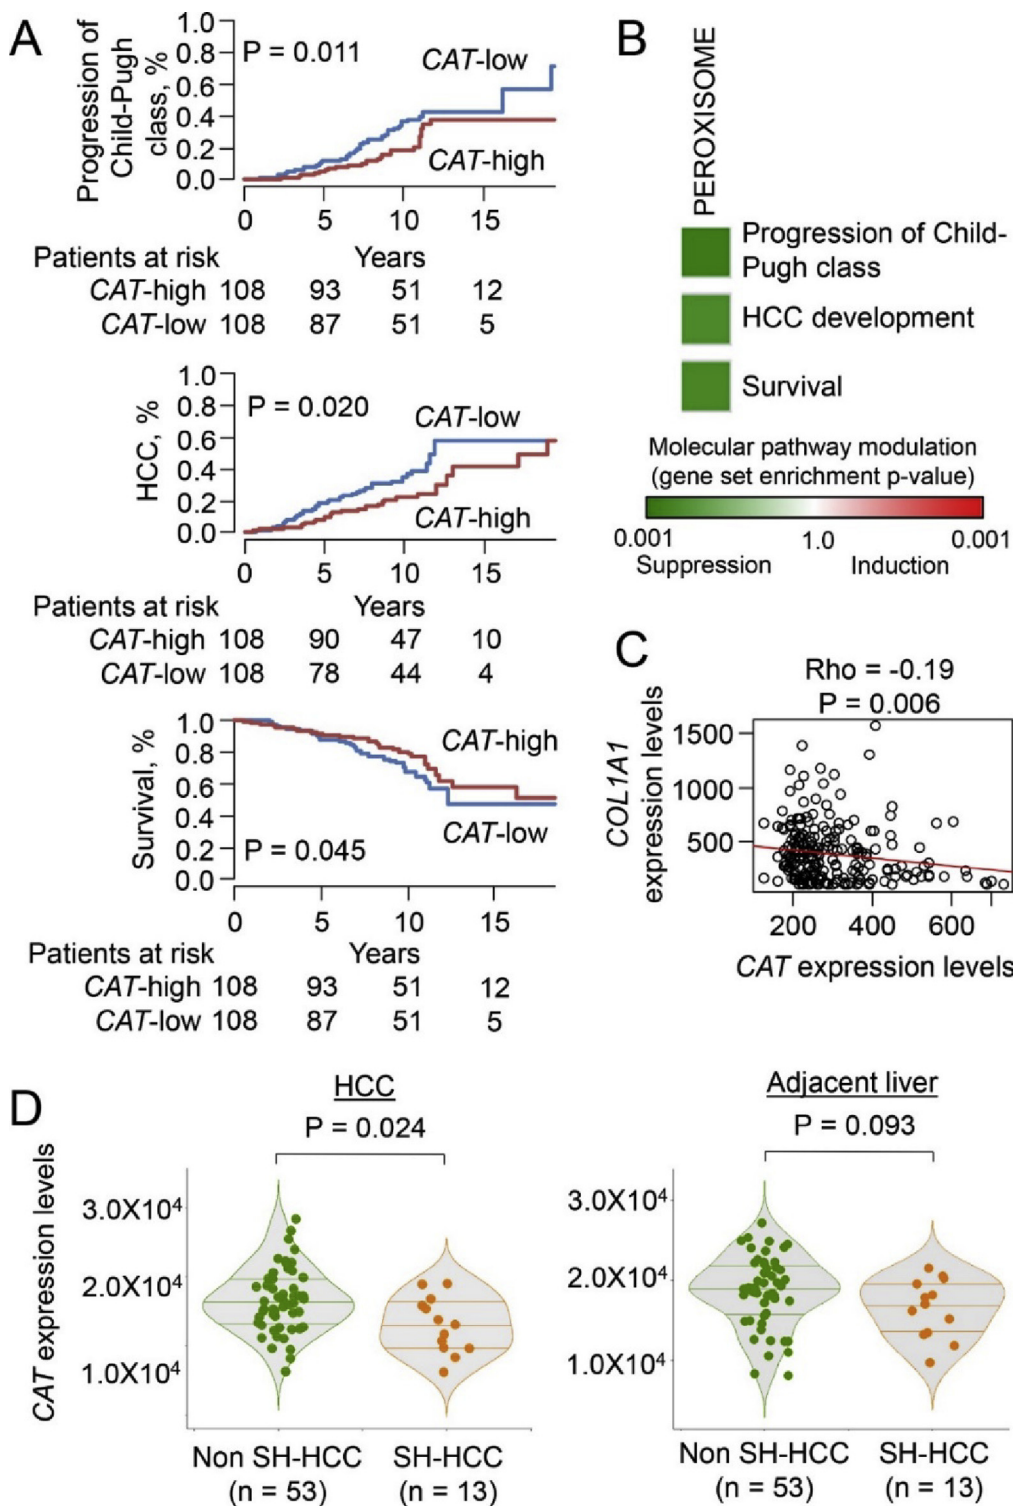 A
Progression of
Child-Pugh
class, %
1.0
0.8
0.6
0.4
0.2
0.0
P = 0.011
CAT-low
CAT-high
0 5 10 15
Patients at risk Years
CAT-high 108 93 51 12
CAT-low 108 87 51 5
HCC, %
1.0
0.8
0.6
0.4
0.2
0.0
P = 0.020
CAT-low
CAT-high
0 5 10 15
Patients at risk Years
CAT-high 108 90 47 10
CAT-low 108 78 44 4
Survival, %
1.0
0.8
0.6
0.4
0.2
0.0
CAT-high
CAT-low
P = 0.045
0 5 10 15
Patients at risk Years
CAT-high 108 93 51 12
CAT-low 108 87 51 5
B
PEROXISOME
Progression of Child-
Pugh class
HCC development
Survival
Molecular pathway modulation
(gene set enrichment p-value)
0.001 1.0 0.001
Suppression Induction
C
Rho = -0.19
P = 0.006
COL1A1
expression levels
1500
1000
500
200 400 600
CAT expression levels
D
CAT expression levels
HCC
P = 0.024
3.0X10⁴
2.0X10⁴
1.0X10⁴
Non SH-HCC SH-HCC
(n = 53) (n = 13)
Adjacent liver
P = 0.093
3.0X10⁴
2.0X10⁴
1.0X10⁴
Non SH-HCC SH-HCC
(n = 53) (n = 13)